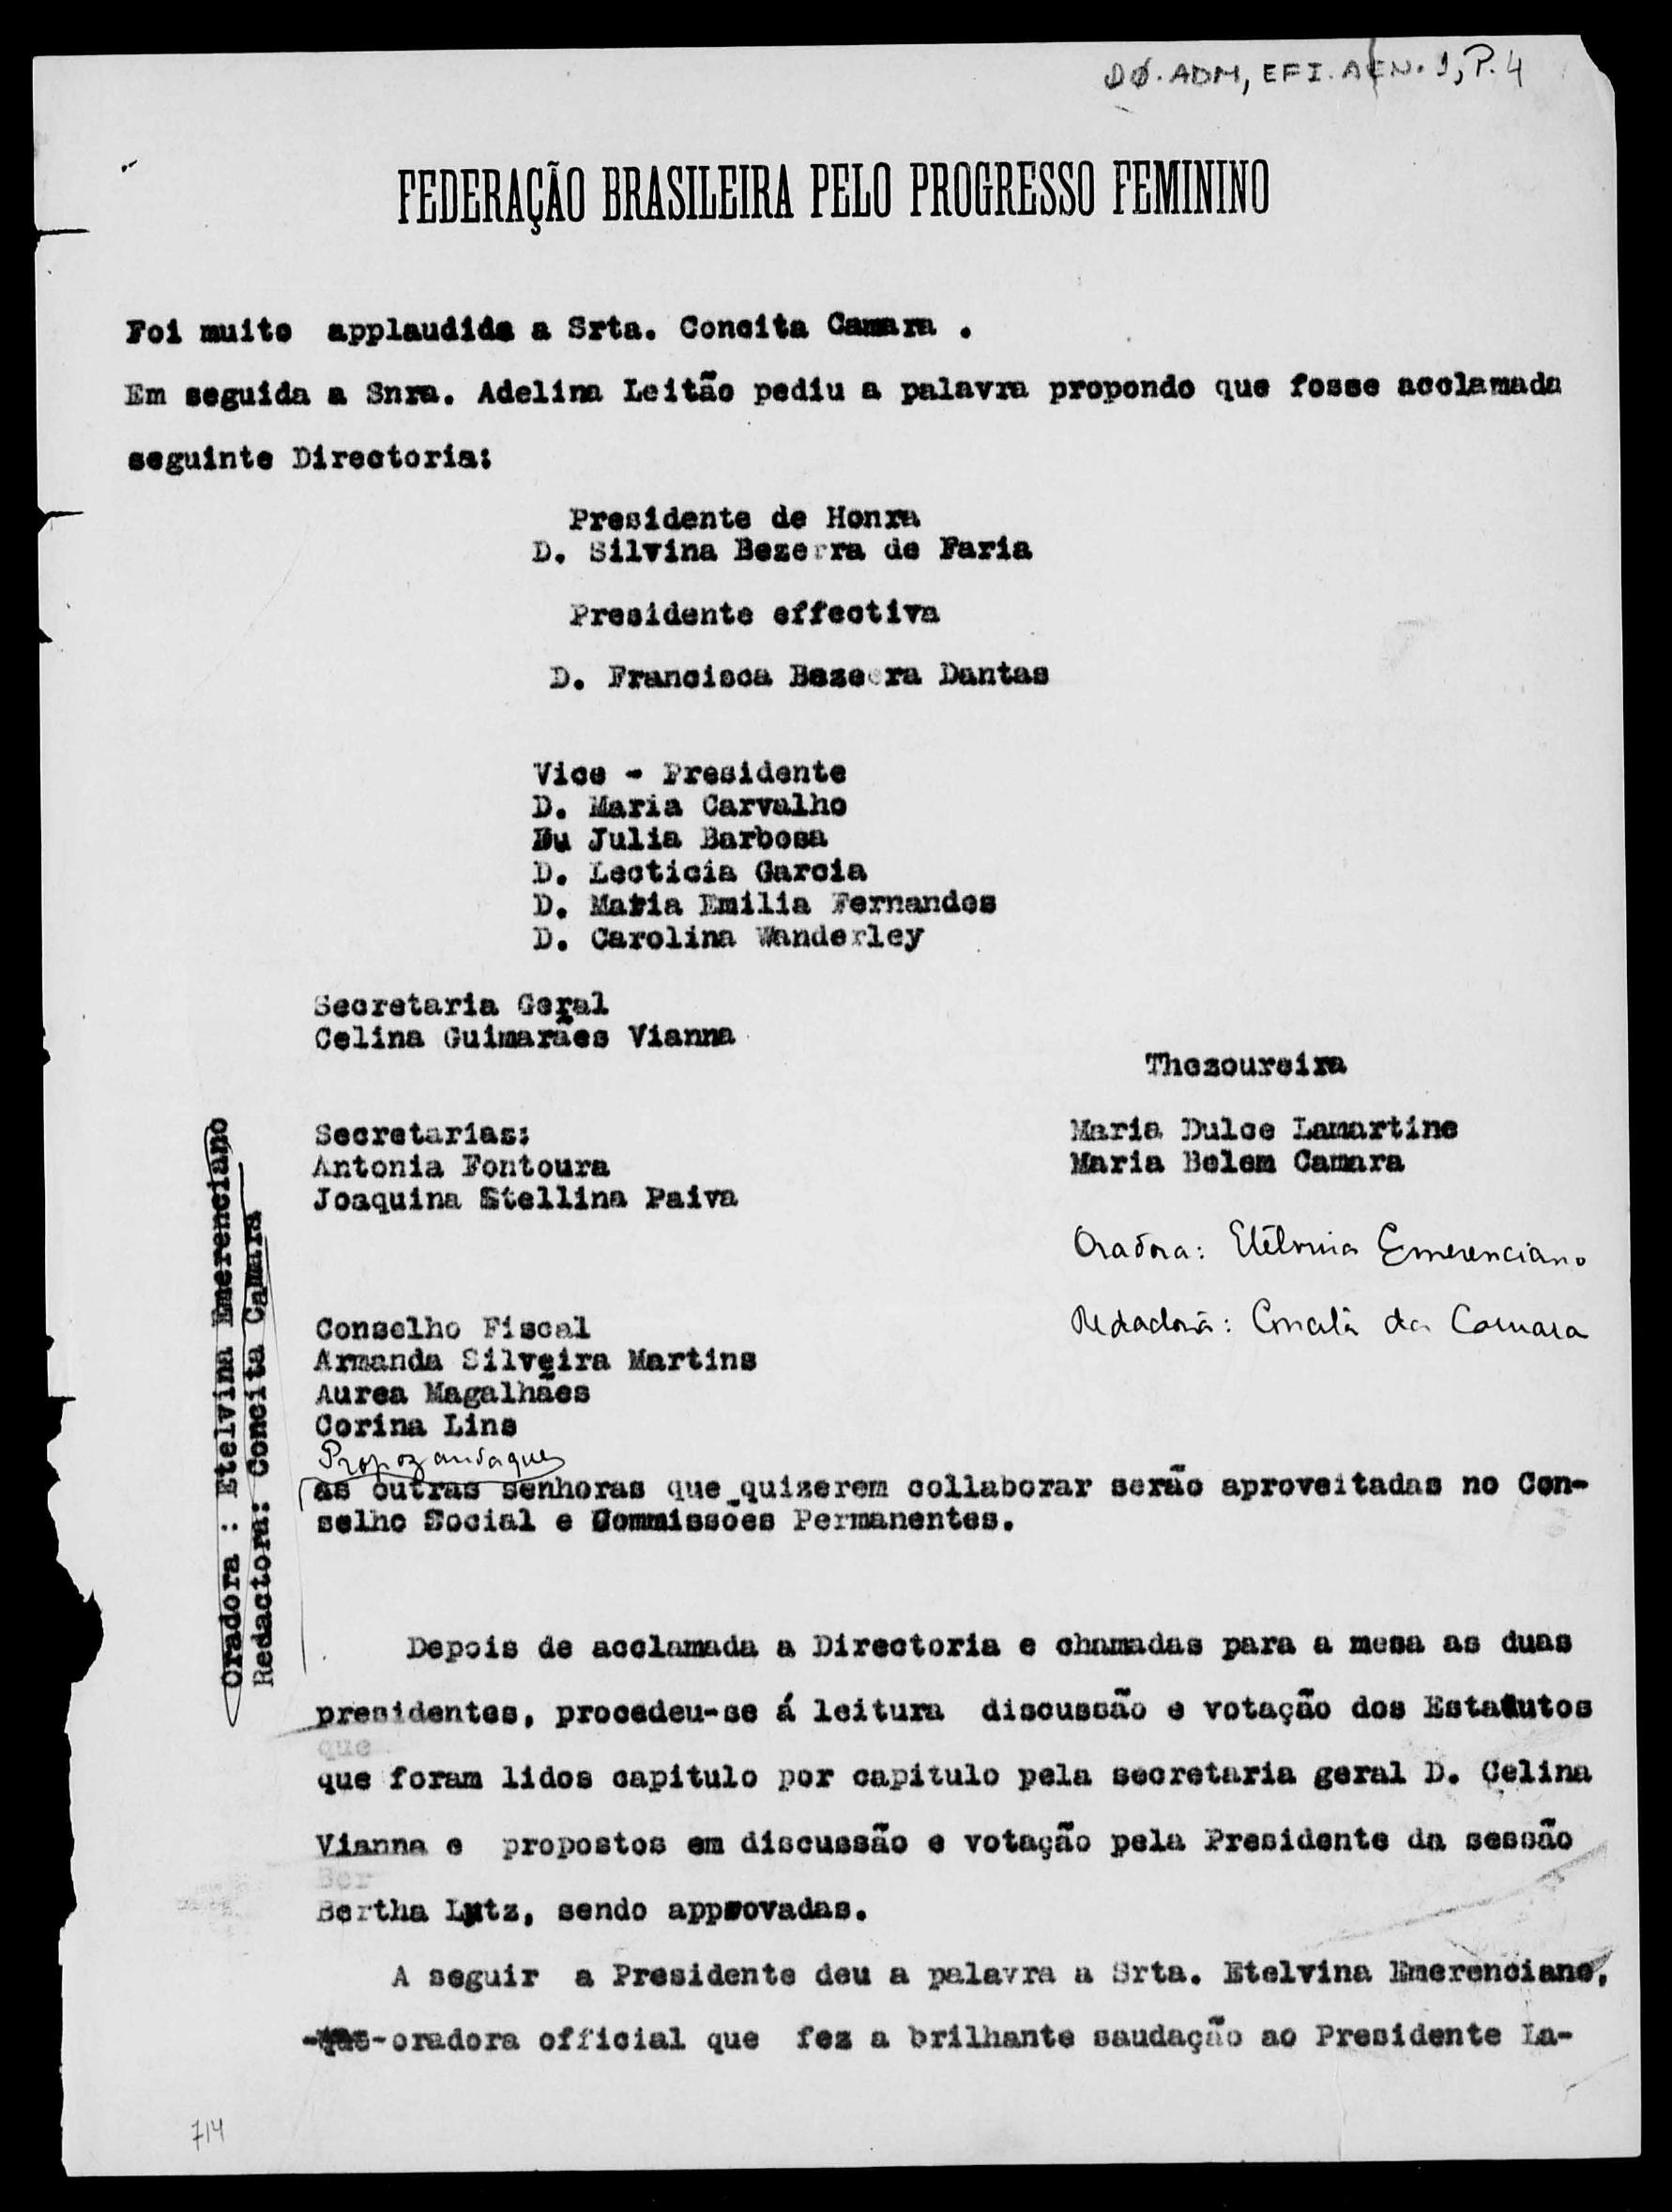 DØ.ADM, EFI. AEN. 1, P. 4
FEDERAÇÃO BRASILEIRA PELO PROGRESSO FEMININO
Foi muito applaudida a Srta. Concita Camara .
Em seguida a Snra. Adelina Leitão pediu a palavra propondo que fosse acclamada
seguinte Directoria:
Presidente de Honra
D. Silvina Bezerra de Faria
Presidente effectiva
D. Francisca Bezerra Dantas
Vice - Presidente
D. Maria Carvalho
D. Julia Barbosa
D. Lecticia Garcia
D. Maria Emilia Fernandes
D. Carolina Wanderley
Secretaria Geral
Celina Guimarães Vianna
Thezoureira
Maria Dulce Lamartine
Maria Belem Camara
Secretarias:
Antonia Fontoura
Joaquina Stellina Paiva
Oradora: Etelvina Emerenciano
Redactora: Concita da Camara
Oradora : Etelvina Emerenciano
Redactora: Concita Camara
Conselho Fiscal
Armanda Silveira Martins
Aurea Magalhães
Corina Lins
as outras senhoras que quizerem collaborar serão aproveitadas no Con-
selho Social e Commissões Permanentes.
Depois de acclamada a Directoria e chamadas para a mesa as duas
presidentes, procedeu-se á leitura discussão e votação dos Estatutos
que
que foram lidos capitulo por capitulo pela secretaria geral D. Celina
Vianna e propostos em discussão e votação pela Presidente da sessão
Ber
Bertha Lutz, sendo approvadas.
A seguir a Presidente deu a palavra a Srta. Etelvina Emerenciano,
oradora official que fez a brilhante saudação ao Presidente La-
714